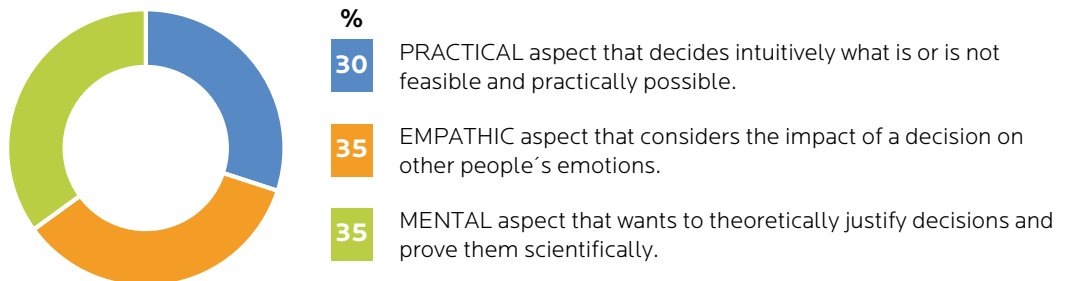 %
30 PRACTICAL aspect that decides intuitively what is or is not
feasible and practically possible.
35 EMPATHIC aspect that considers the impact of a decision on
other people´s emotions.
35 MENTAL aspect that wants to theoretically justify decisions and
prove them scientifically.